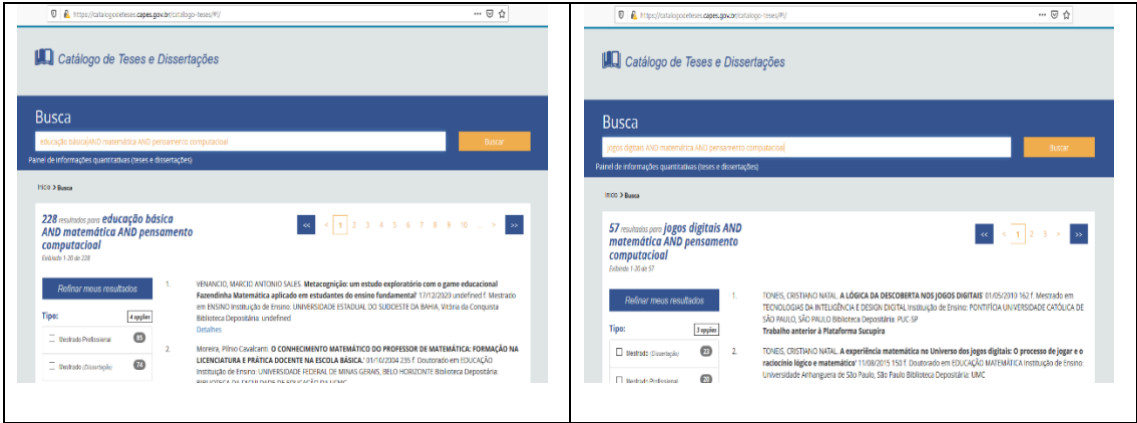 https://catalogodeteses.capes.gov.br/catalogo-teses/#!/
Catálogo de Teses e Dissertações
Busca
educação básica AND matemática AND pensamento computacioal
Buscar
Painel de informações quantitativas (teses e dissertações)
Início > Busca
228 resultados para educação básica
AND matemática AND pensamento
computacioal
Exibindo 1-20 de 228
<< < 1 2 3 4 5 6 7 8 9 10 ... > >>
Refinar meus resultados
Tipo:
4 opções
Mestrado Profissional 85
Mestrado (Dissertação) 74
1. VENANCIO, MARCIO ANTONIO SALES. Metacognição: um estudo exploratório com o game educacional
Fazendinha Matemática aplicado em estudantes do ensino fundamental' 17/12/2020 undefined f. Mestrado
em ENSINO Instituição de Ensino: UNIVERSIDADE ESTADUAL DO SUDOESTE DA BAHIA, Vitória da Conquista
Biblioteca Depositária: undefined
Detalhes
2. Moreira, Plínio Cavalcanti. O CONHECIMENTO MATEMÁTICO DO PROFESSOR DE MATEMÁTICA: FORMAÇÃO NA
LICENCIATURA E PRÁTICA DOCENTE NA ESCOLA BÁSICA.' 01/10/2004 235 f. Doutorado em EDUCAÇÃO
Instituição de Ensino: UNIVERSIDADE FEDERAL DE MINAS GERAIS, BELO HORIZONTE Biblioteca Depositária:
BIBLIOTECA DA FACULDADE DE EDUCAÇÃO DA UFMG
https://catalogodeteses.capes.gov.br/catalogo-teses/#!/
Catálogo de Teses e Dissertações
Busca
jogos digitais AND matemática AND pensamento computacioal
Buscar
Painel de informações quantitativas (teses e dissertações)
Início > Busca
57 resultados para jogos digitais AND
matemática AND pensamento
computacioal
Exibindo 1-20 de 57
<< < 1 2 3 > >>
Refinar meus resultados
Tipo:
3 opções
Mestrado (Dissertação) 23
Mestrado Profissional 20
1. TONEIS, CRISTIANO NATAL. A LÓGICA DA DESCOBERTA NOS JOGOS DIGITAIS' 01/05/2010 162 f. Mestrado em
TECNOLOGIAS DA INTELIGÊNCIA E DESIGN DIGITAL Instituição de Ensino: PONTIFÍCIA UNIVERSIDADE CATÓLICA DE
SÃO PAULO, SÃO PAULO Biblioteca Depositária: PUC-SP
Trabalho anterior à Plataforma Sucupira
2. TONEIS, CRISTIANO NATAL. A experiência matemática no Universo dos jogos digitais: O processo de jogar e o
raciocínio lógico e matemático' 11/08/2015 150 f. Doutorado em EDUCAÇÃO MATEMÁTICA Instituição de Ensino:
Universidade Anhanguera de São Paulo, São Paulo Biblioteca Depositária: UMC